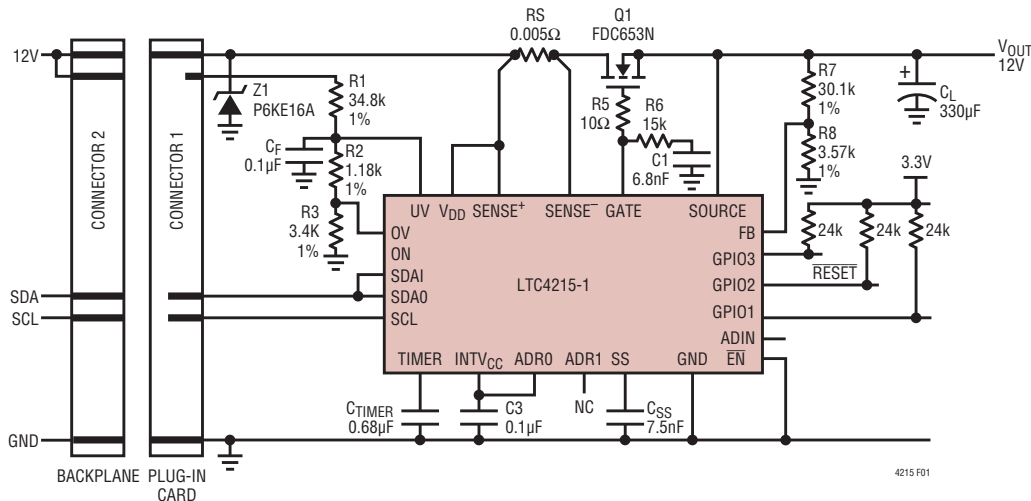 RS
0.005Ω
Q1
FDC653N
12V
VOUT
12V
CONNECTOR 2
CONNECTOR 1
Z1
P6KE16A
R1
34.8k
1%
CF
0.1µF
R2
1.18k
1%
R3
3.4K
1%
R5
10Ω
R6
15k
C1
6.8nF
R7
30.1k
1%
R8
3.57k
1%
+
CL
330µF
3.3V
24k
24k
24k
UV
VDD
SENSE+
SENSE–
GATE
SOURCE
OV
ON
SDAI
SDA0
SCL
LTC4215-1
FB
GPIO3
GPIO2
GPIO1
ADIN
EN
RESET
SDA
SCL
TIMER
INTVCC
ADR0
ADR1
SS
GND
CTIMER
0.68µF
C3
0.1µF
NC
CSS
7.5nF
GND
BACKPLANE
PLUG-IN
CARD
4215 F01